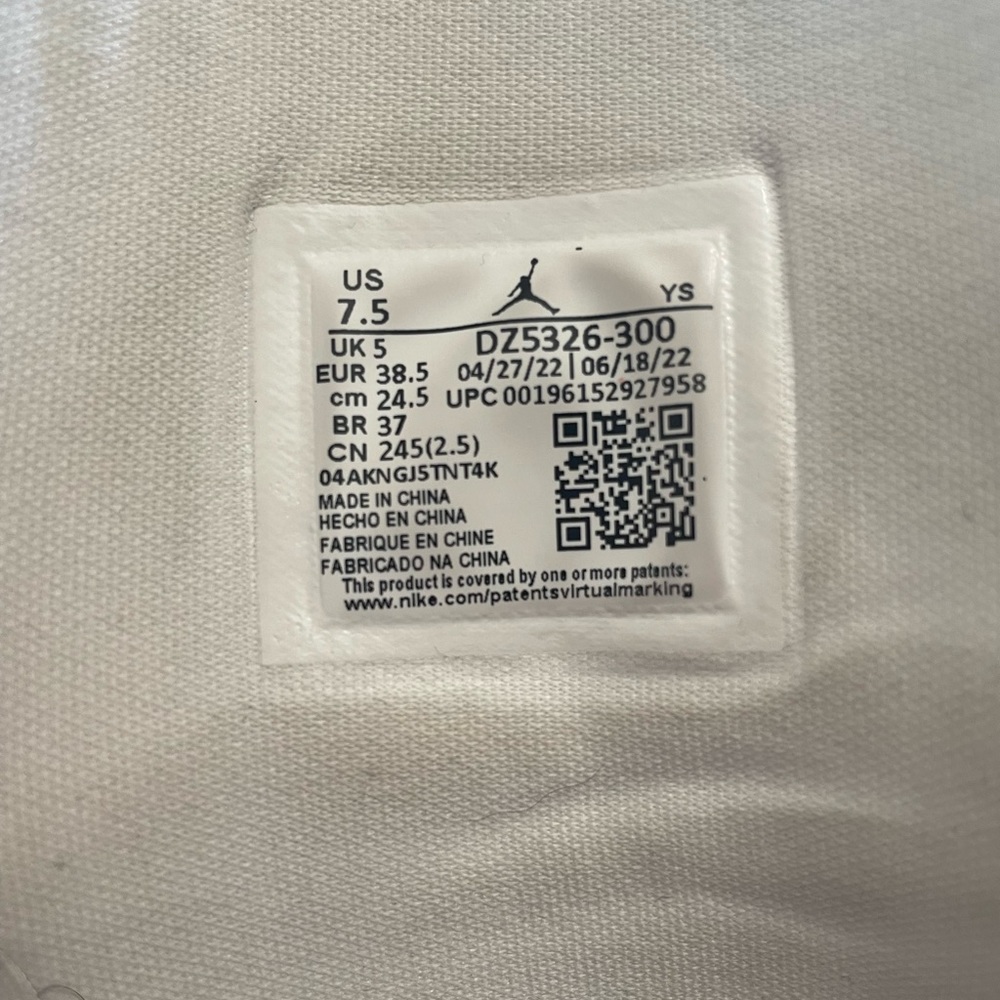 US
7.5
YS
UK 5
DZ5326-300
EUR 38.5
04/27/22 | 06/18/22
cm 24.5
UPC 00196152927958
BR 37
CN 245(2.5)
04AKNGJ5TNT4K
MADE IN CHINA
HECHO EN CHINA
FABRIQUE EN CHINE
FABRICADO NA CHINA
This product is covered by one or more patents:
www.nike.com/patentsvirtualmarking